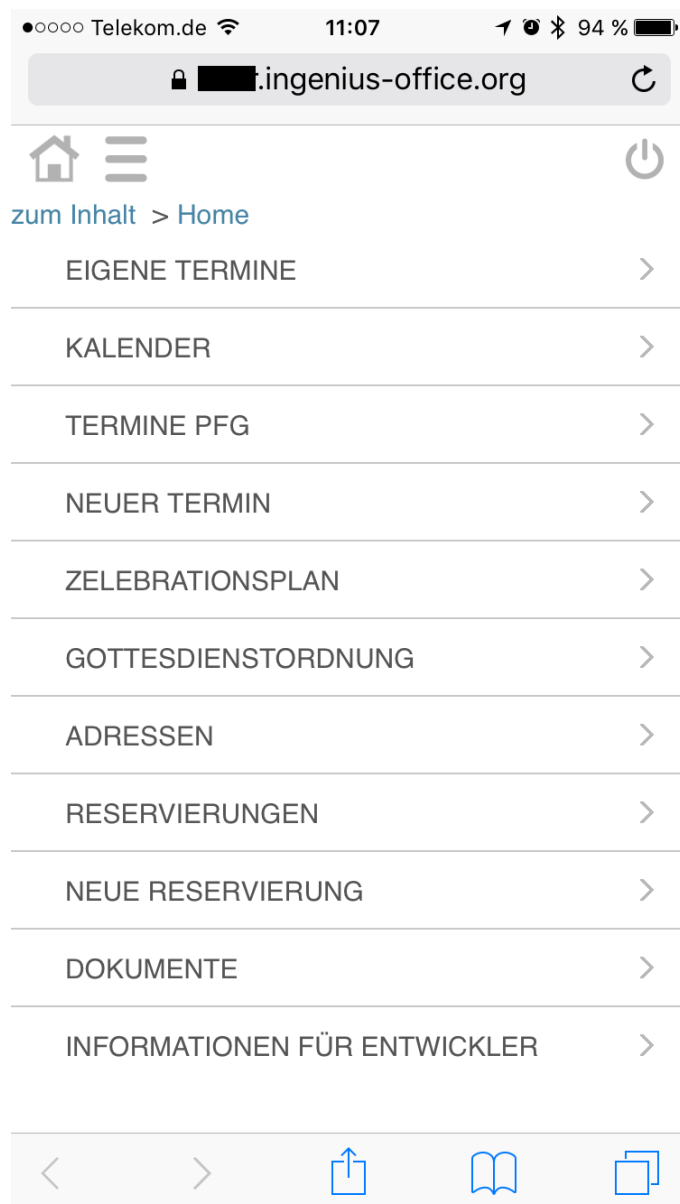 Telekom.de 11:07 94 %
.ingenius-office.org
zum Inhalt > Home
EIGENE TERMINE
KALENDER
TERMINE PFG
NEUER TERMIN
ZELEBRATIONSPLAN
GOTTESDIENSTORDNUNG
ADRESSEN
RESERVIERUNGEN
NEUE RESERVIERUNG
DOKUMENTE
INFORMATIONEN FÜR ENTWICKLER